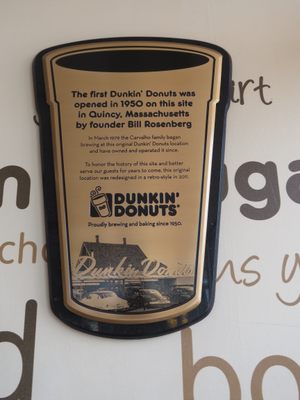 The first Dunkin' Donuts was
opened in 1950 on this site
in Quincy, Massachusetts
by founder Bill Rosenberg
In March 1979 the Carvalho family began
brewing at this original Dunkin' Donuts location
and have owned and operated it since.
To honor the history of this site and better
serve our guests for years to come, this original
location was redesigned in a retro-style in 2011.
DUNKIN'
DONUTS
Proudly brewing and baking since 1950.
Dunkin Donuts